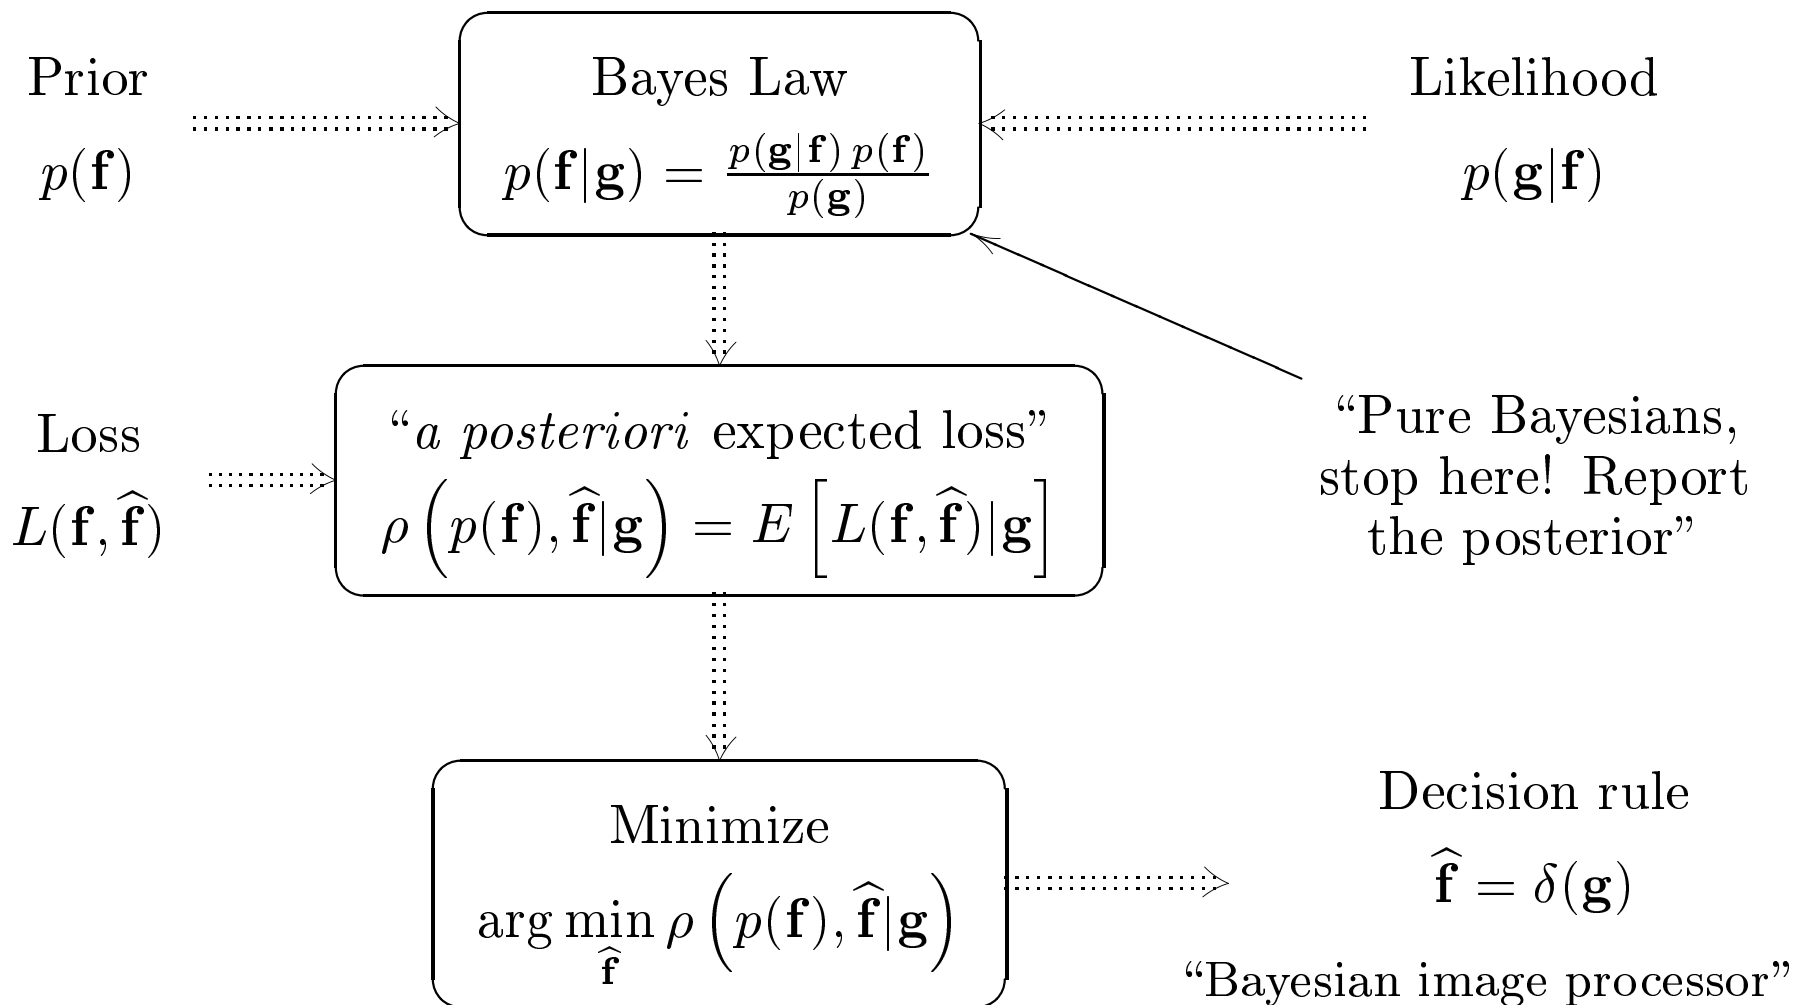 Prior
p(𝐟)
Bayes Law
p(𝐟|𝐠) = p(𝐠|𝐟) p(𝐟) / p(𝐠)
Likelihood
p(𝐠|𝐟)
Loss
L(𝐟, 𝐟̂)
“a posteriori expected loss”
ρ (p(𝐟), 𝐟̂|𝐠) = E [L(𝐟, 𝐟̂)|𝐠]
“Pure Bayesians,
stop here! Report
the posterior”
Minimize
arg min ρ (p(𝐟), 𝐟̂|𝐠)
𝐟̂
Decision rule
𝐟̂ = δ(𝐠)
“Bayesian image processor”